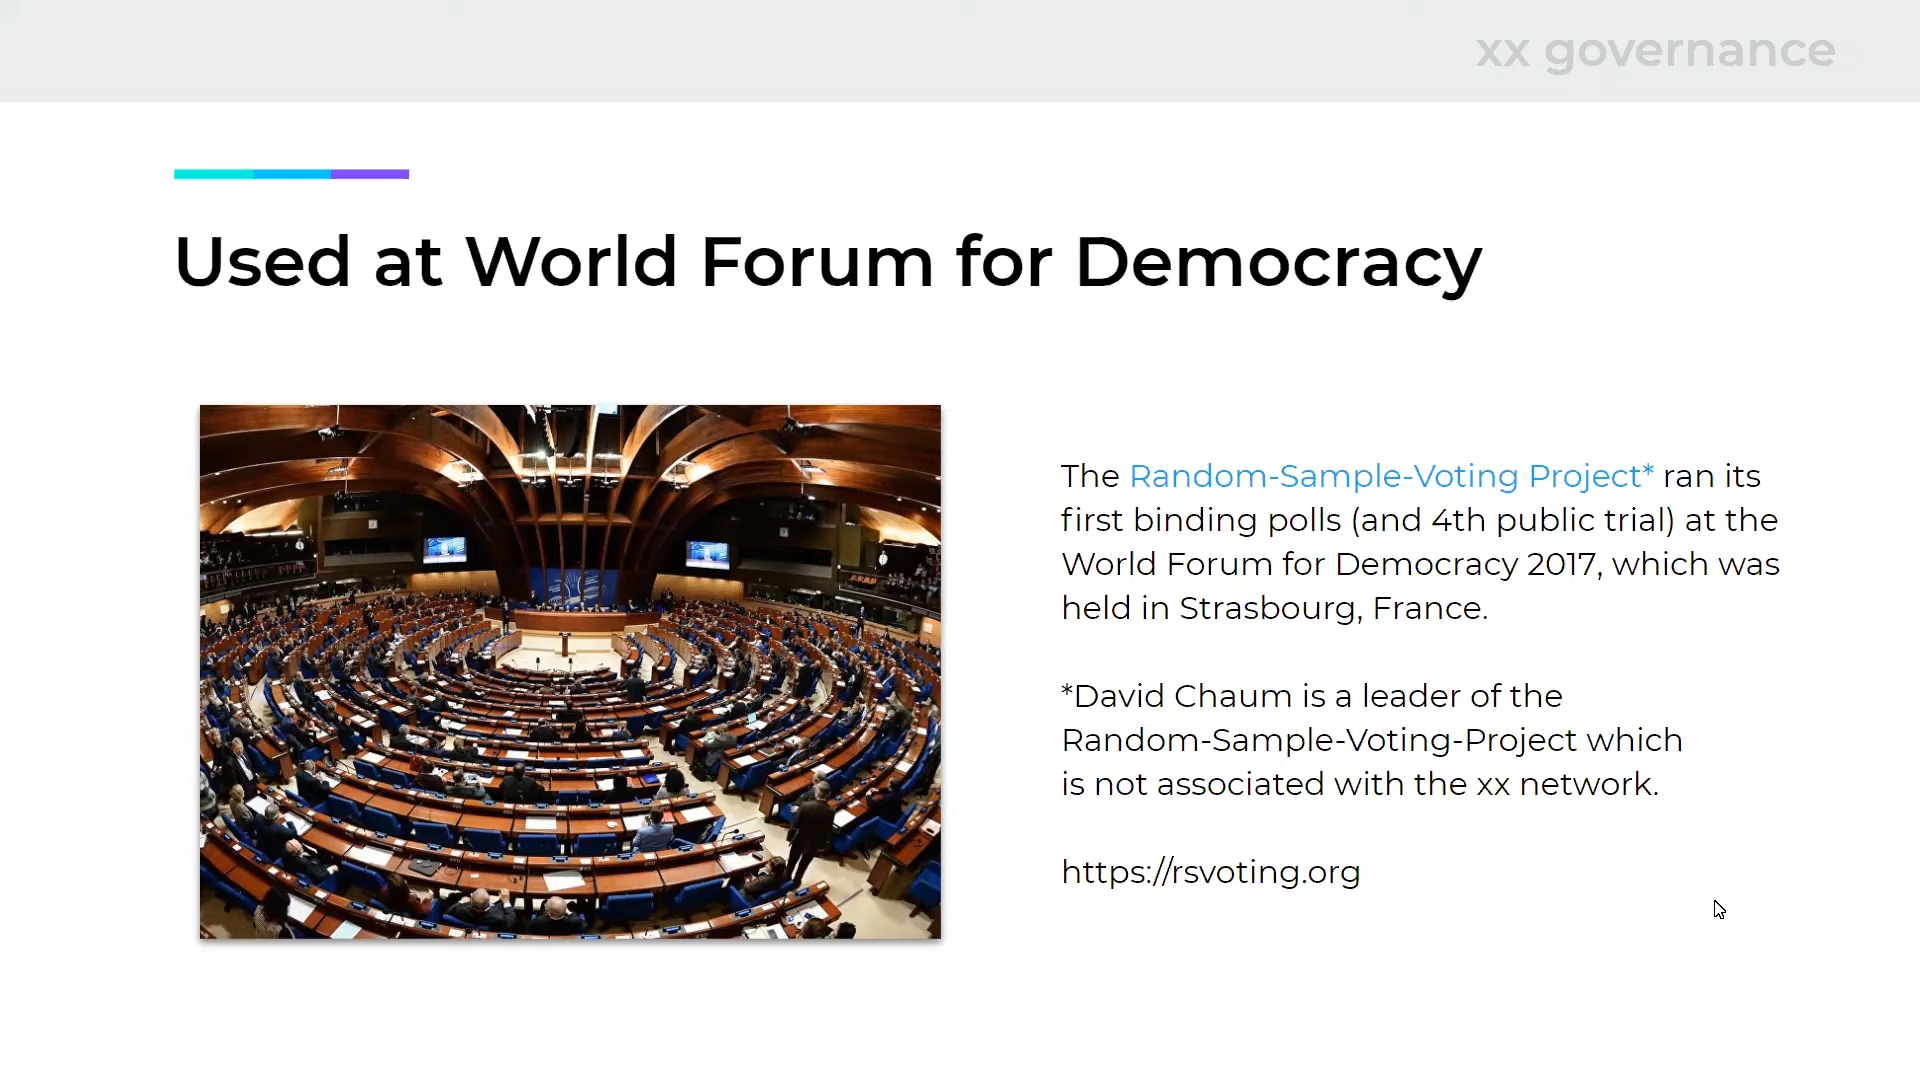 xx governance
Used at World Forum for Democracy
The Random-Sample-Voting Project* ran its
first binding polls (and 4th public trial) at the
World Forum for Democracy 2017, which was
held in Strasbourg, France.
*David Chaum is a leader of the
Random-Sample-Voting-Project which
is not associated with the xx network.
https://rsvoting.org